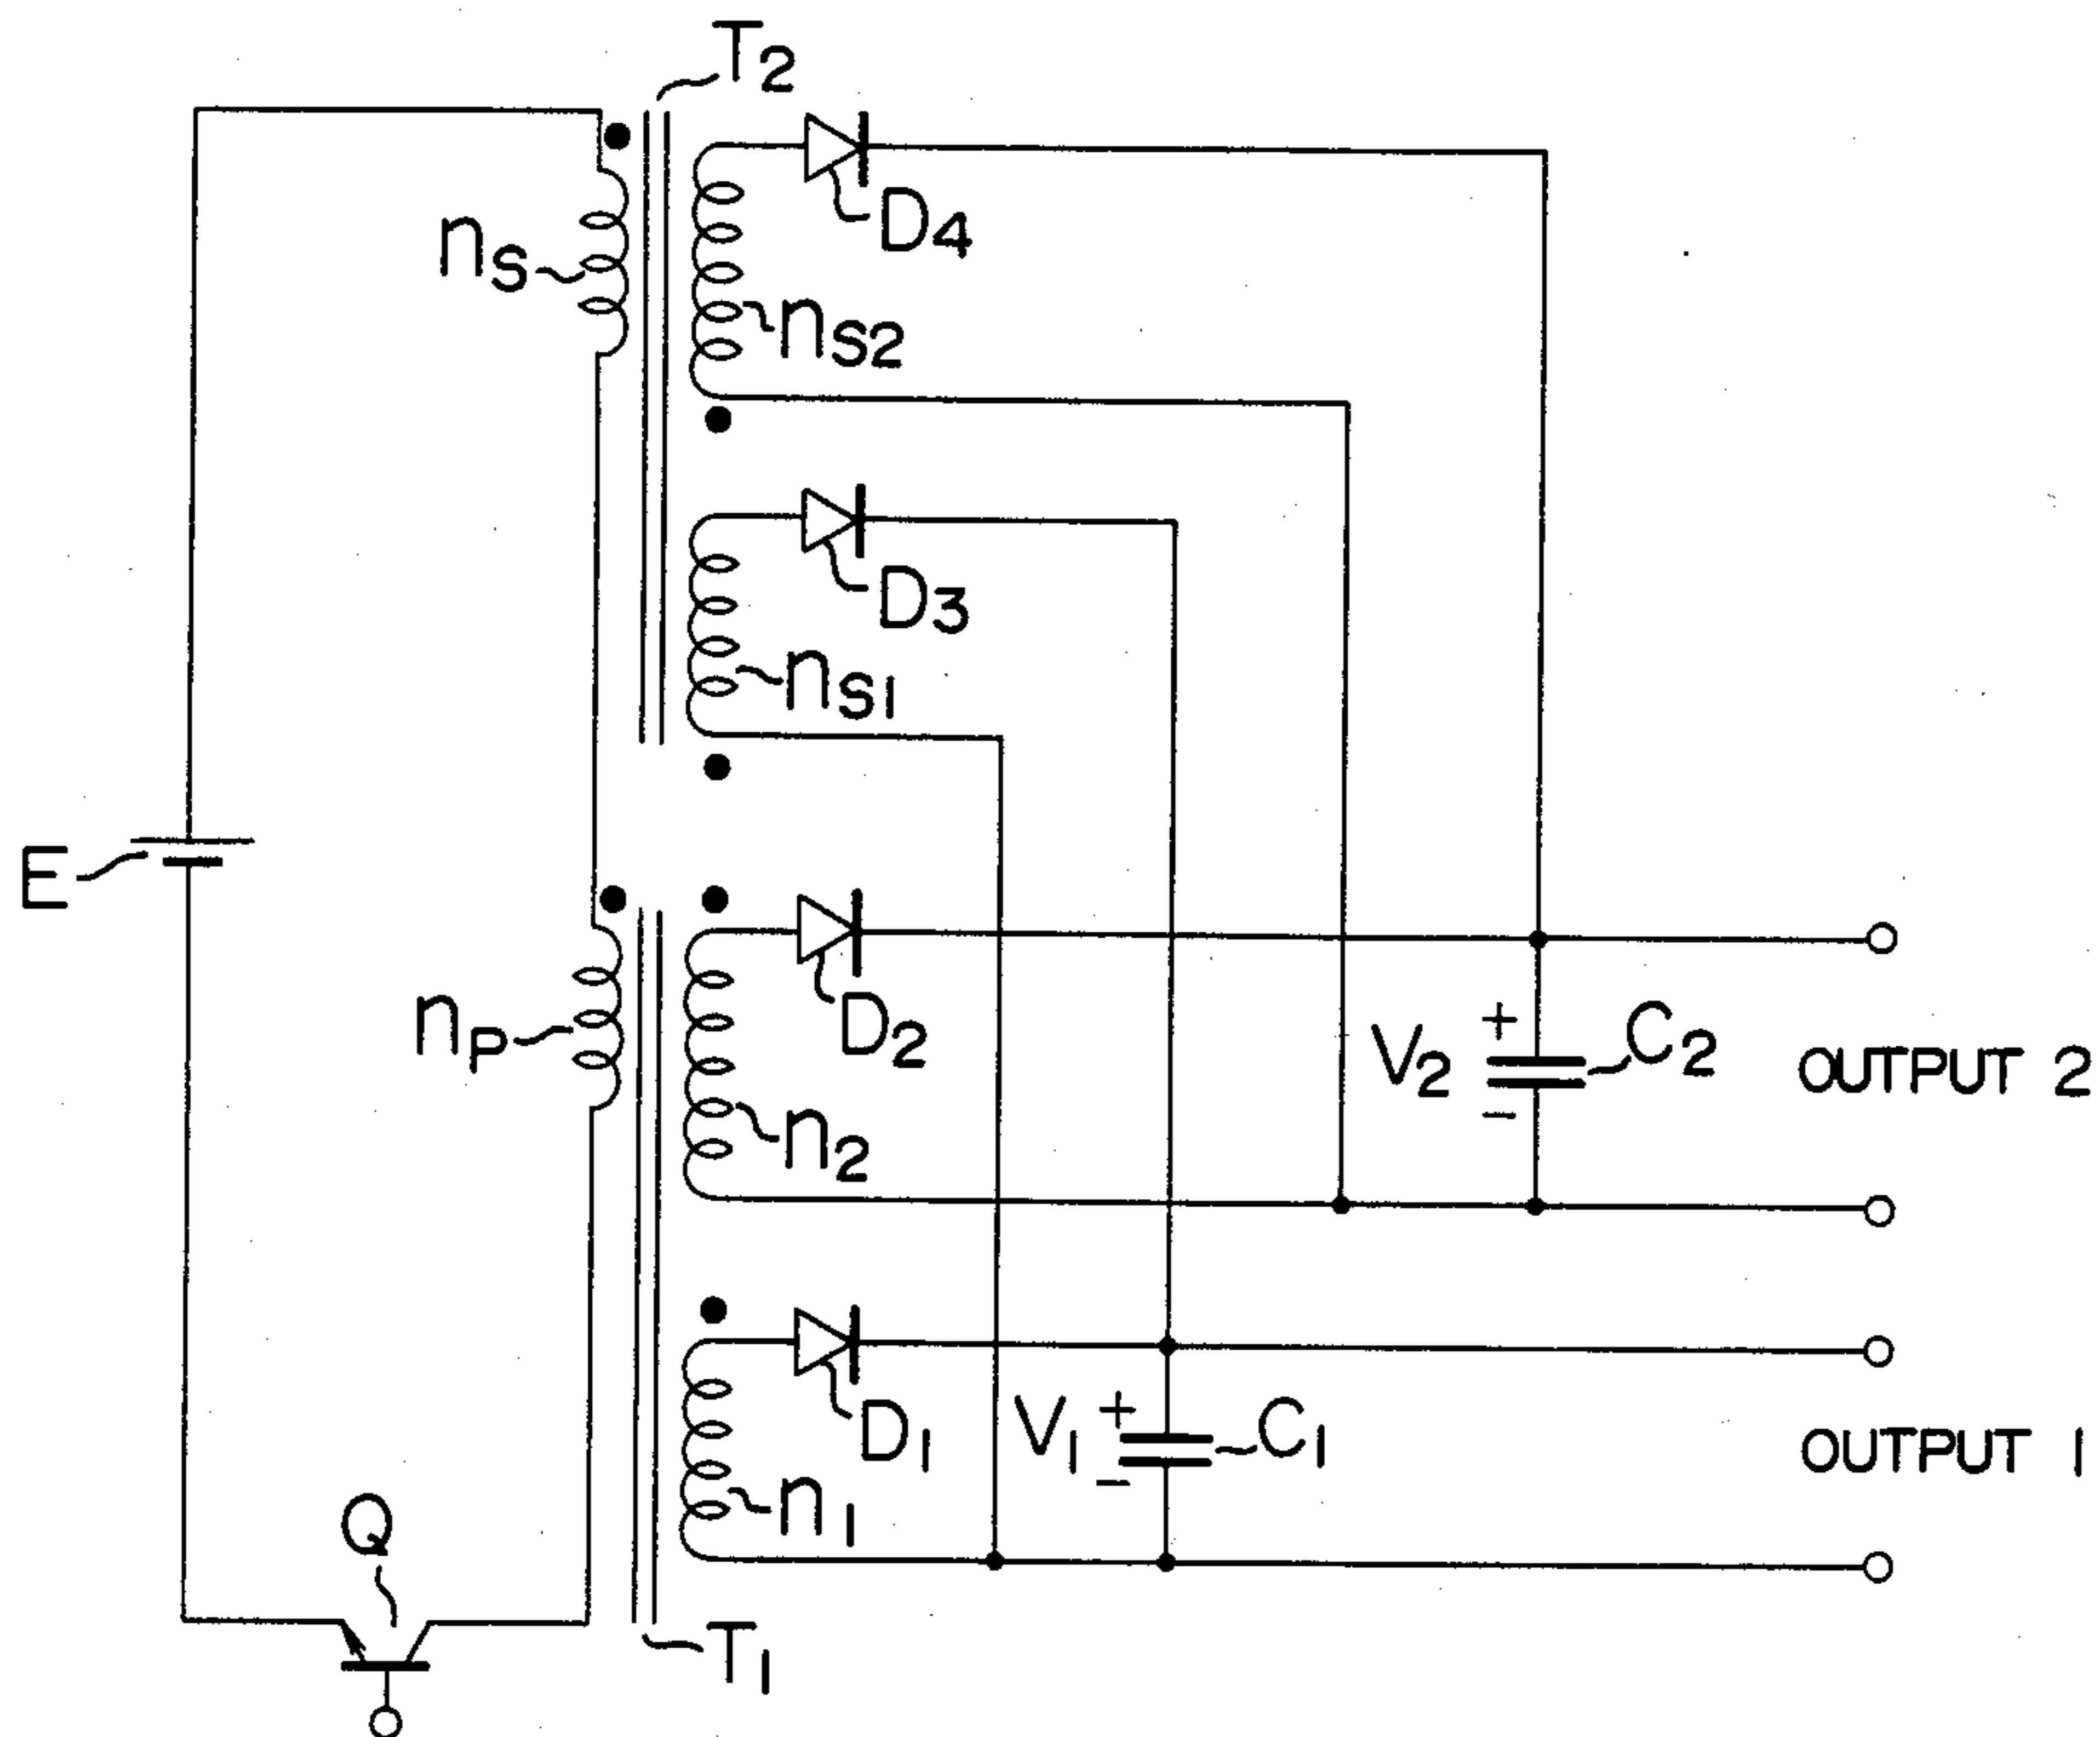 T2
D4
nS
nS2
D3
nS1
E
D2
nP
V2
+
-
C2
OUTPUT 2
n2
D1
V1
+
-
C1
OUTPUT 1
n1
Q
T1